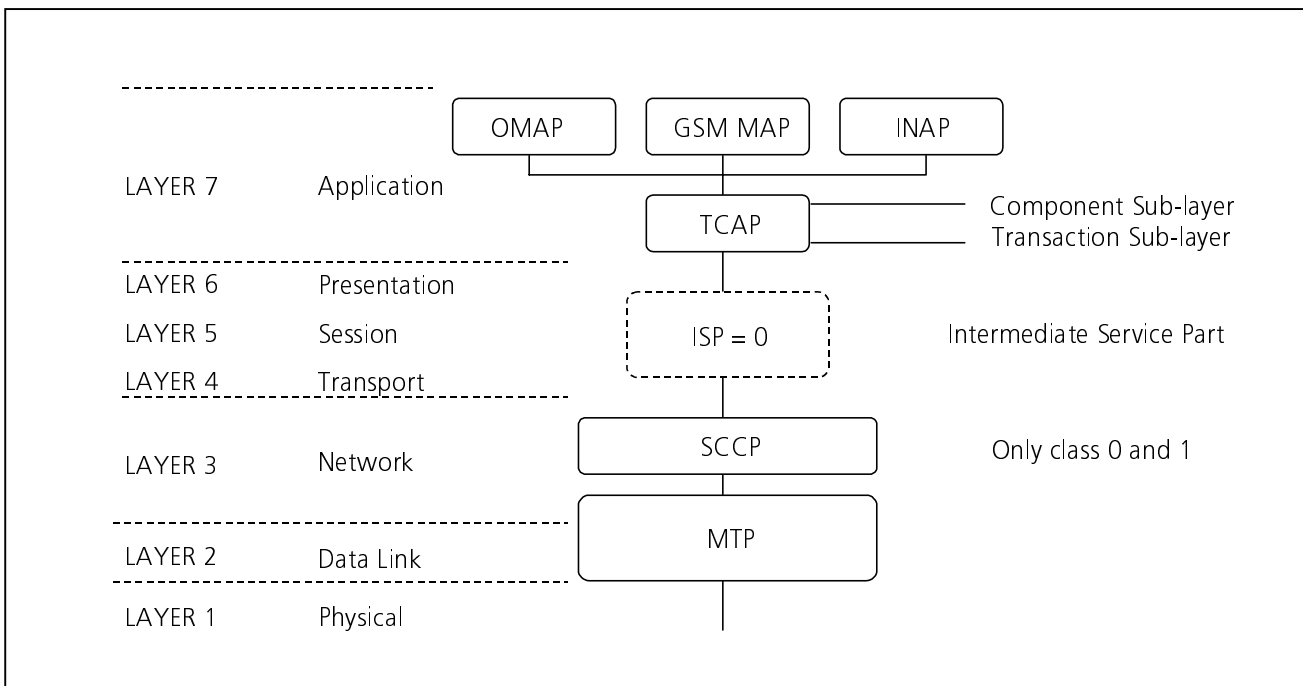 OMAP GSM MAP INAP
LAYER 7 Application
TCAP
Component Sub-layer
Transaction Sub-layer
LAYER 6 Presentation
LAYER 5 Session
ISP = 0
Intermediate Service Part
LAYER 4 Transport
SCCP
Only class 0 and 1
LAYER 3 Network
MTP
LAYER 2 Data Link
LAYER 1 Physical